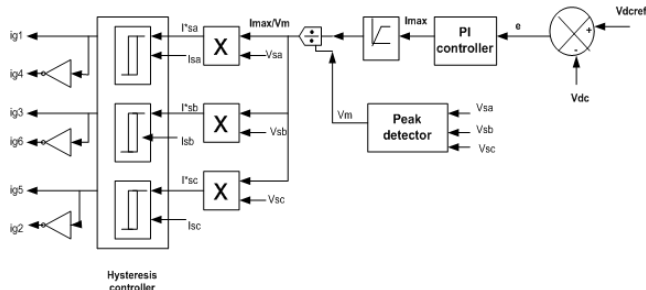 ig1
ig4
ig3
ig6
ig5
ig2
I*sa
Isa
I*sb
Isb
I*sc
Isc
X
X
X
Imax/Vm
Vsa
Vsb
Vsc
÷
Imax
PI
controller
e
Vdcref
+
-
Vdc
Vm
Peak
detector
Vsa
Vsb
Vsc
Hysteresis
controller